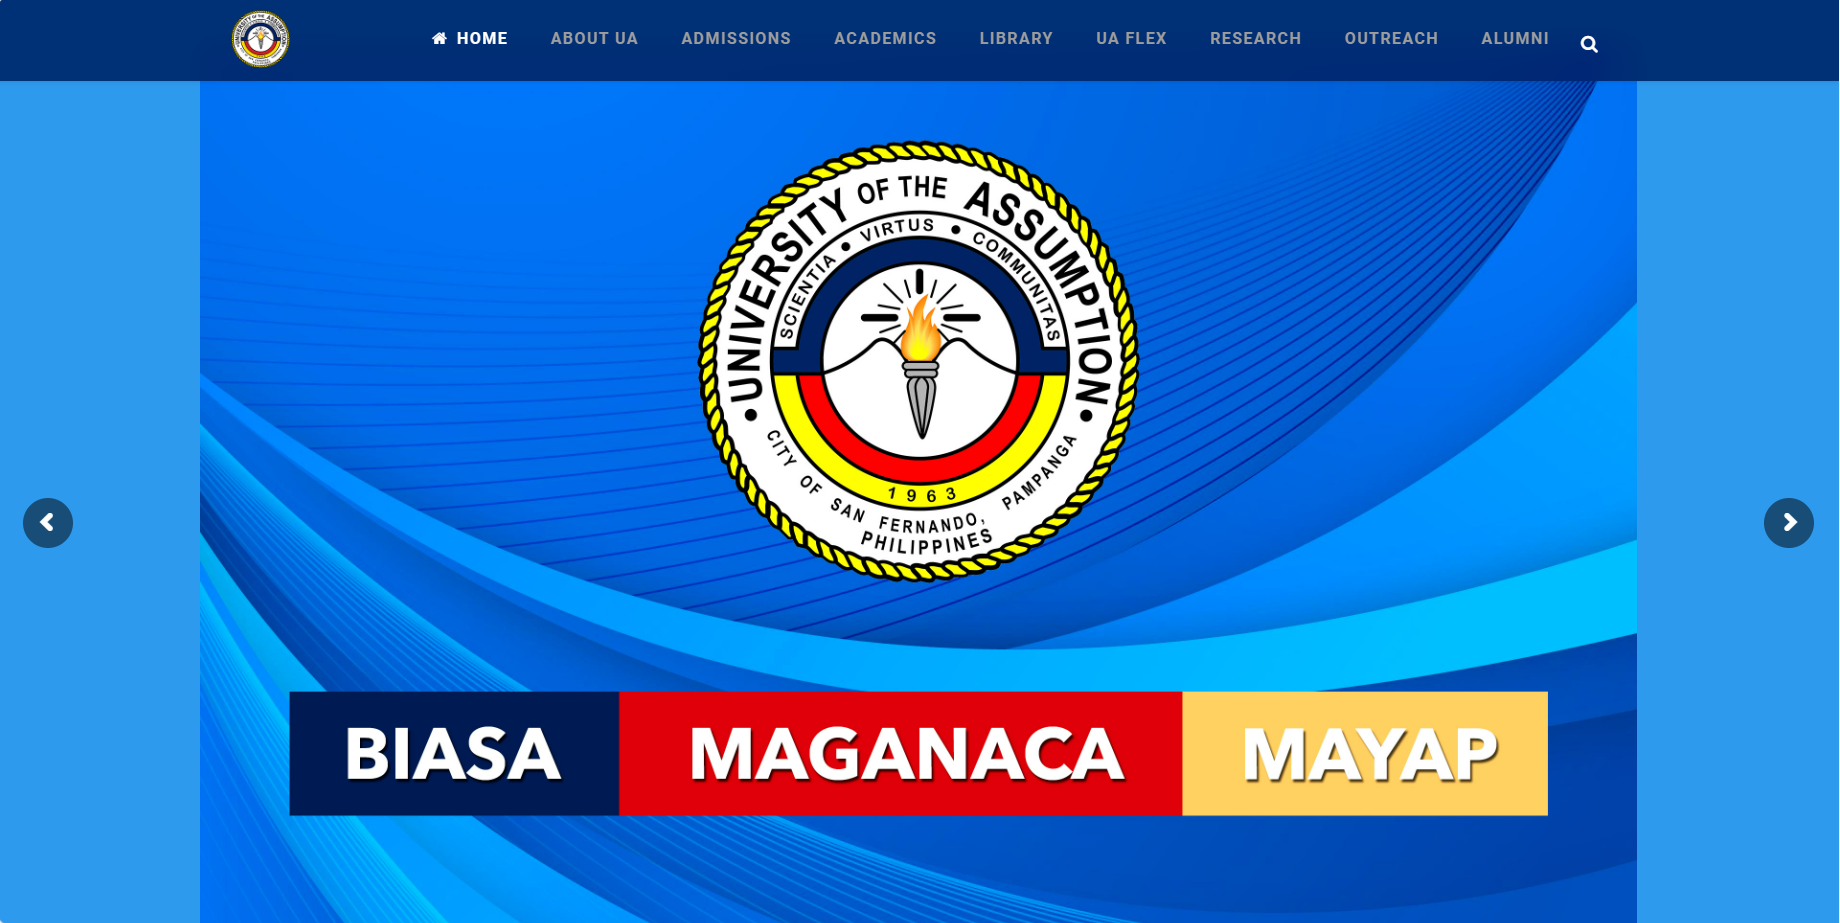 HOME ABOUT UA ADMISSIONS ACADEMICS LIBRARY UA FLEX RESEARCH OUTREACH ALUMNI
• UNIVERSITY OF THE ASSUMPTION •
SCIENTIA • VIRTUS • COMMUNITAS
1963
CITY OF SAN FERNANDO, PAMPANGA
PHILIPPINES
BIASA MAGANACA MAYAP